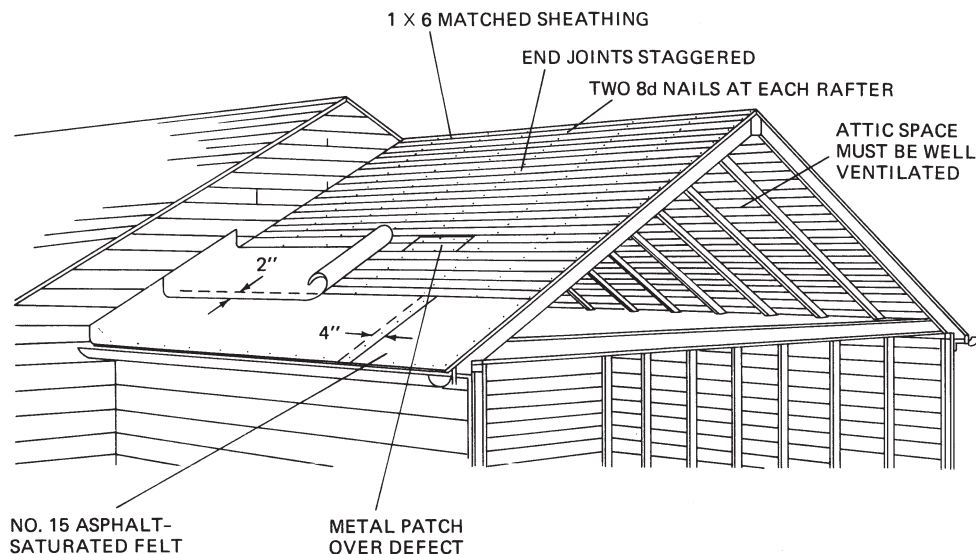 1 × 6 MATCHED SHEATHING
END JOINTS STAGGERED
TWO 8d NAILS AT EACH RAFTER
ATTIC SPACE
MUST BE WELL
VENTILATED
2"
4"
NO. 15 ASPHALT-
SATURATED FELT
METAL PATCH
OVER DEFECT